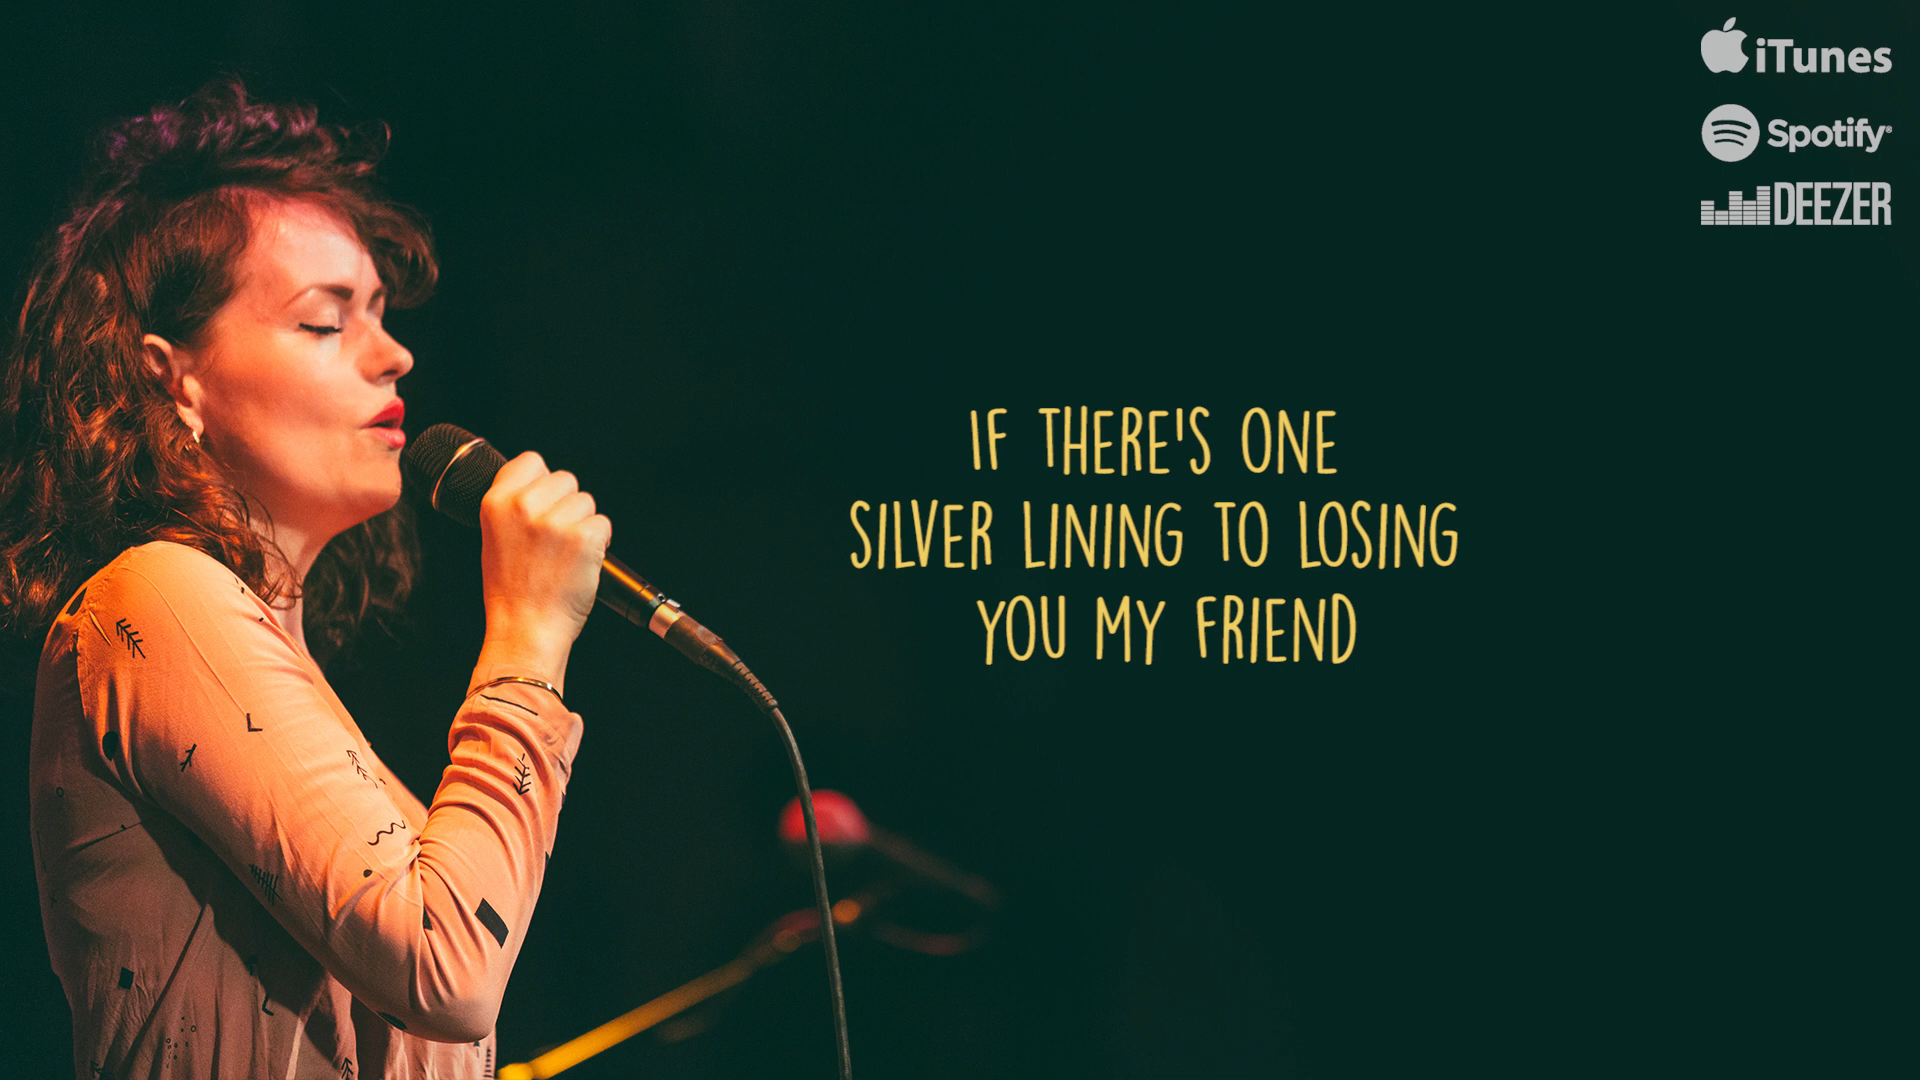 iTunes
Spotify®
DEEZER
IF THERE'S ONE
SILVER LINING TO LOSING
YOU MY FRIEND